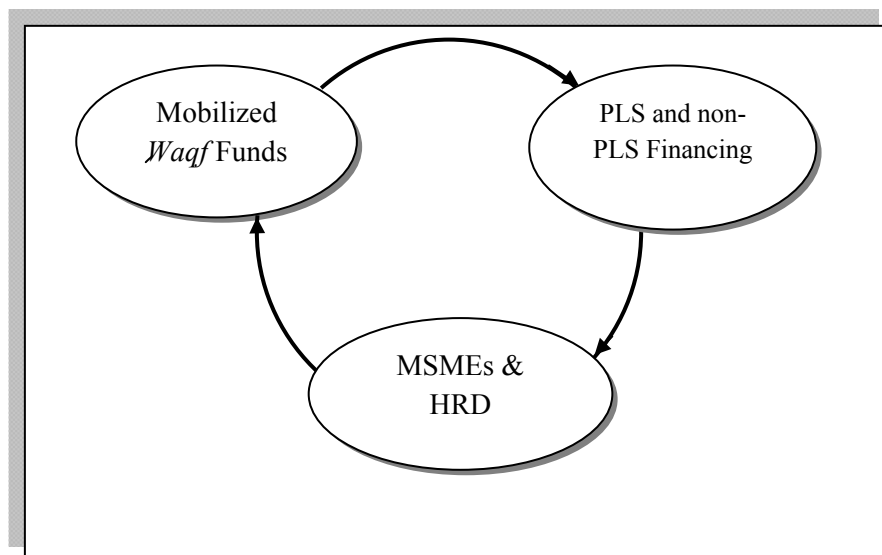 Mobilized
Waqf Funds
PLS and non-
PLS Financing
MSMEs &
HRD